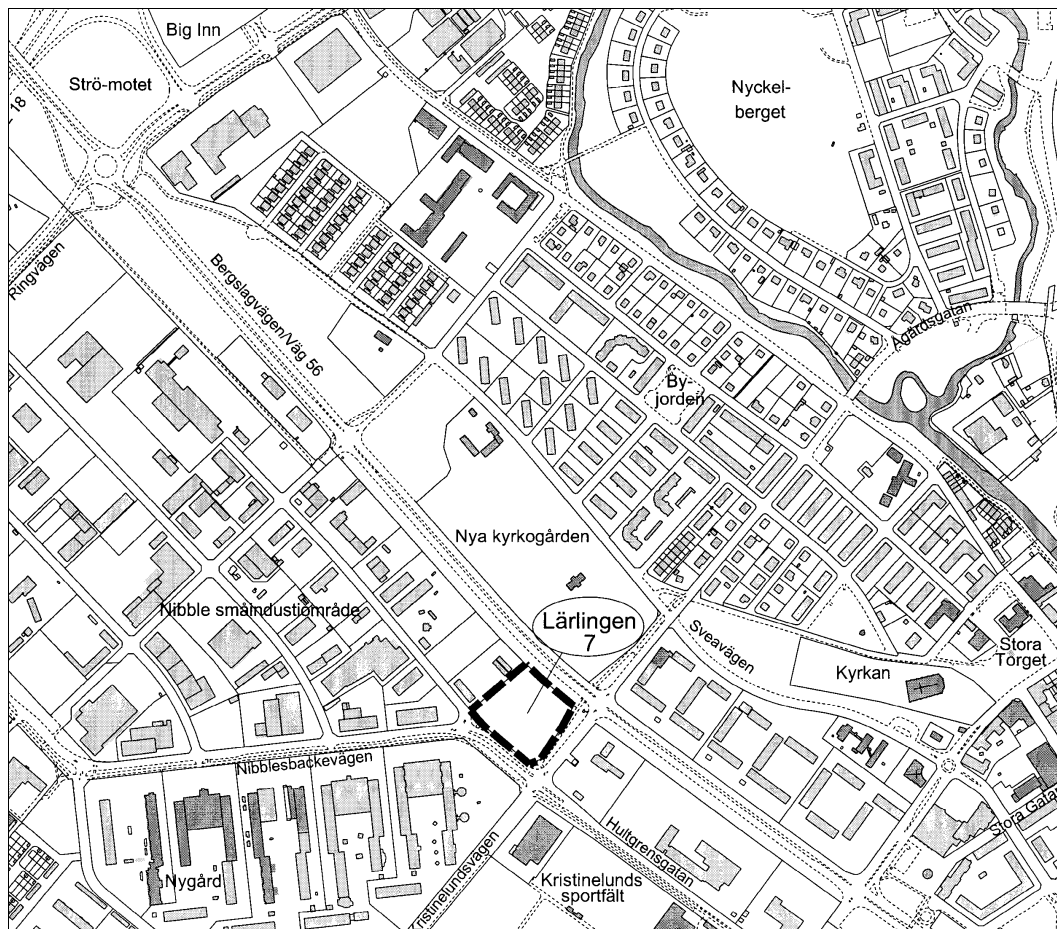 Big Inn
Strö-motet
18
Nyckel-
berget
Ringvägen
Bergslagvägen/Väg 56
Ågårdsgatan
By-
jorden
Nya kyrkogården
Nibble småindustiområde
Lärlingen
7
Sveavägen
Stora
Torget
Kyrkan
Nibblesbackevägen
Stora Gatan
Hultgrensgatan
Nygård
Kristinelundsvägen
Kristinelunds
sportfält